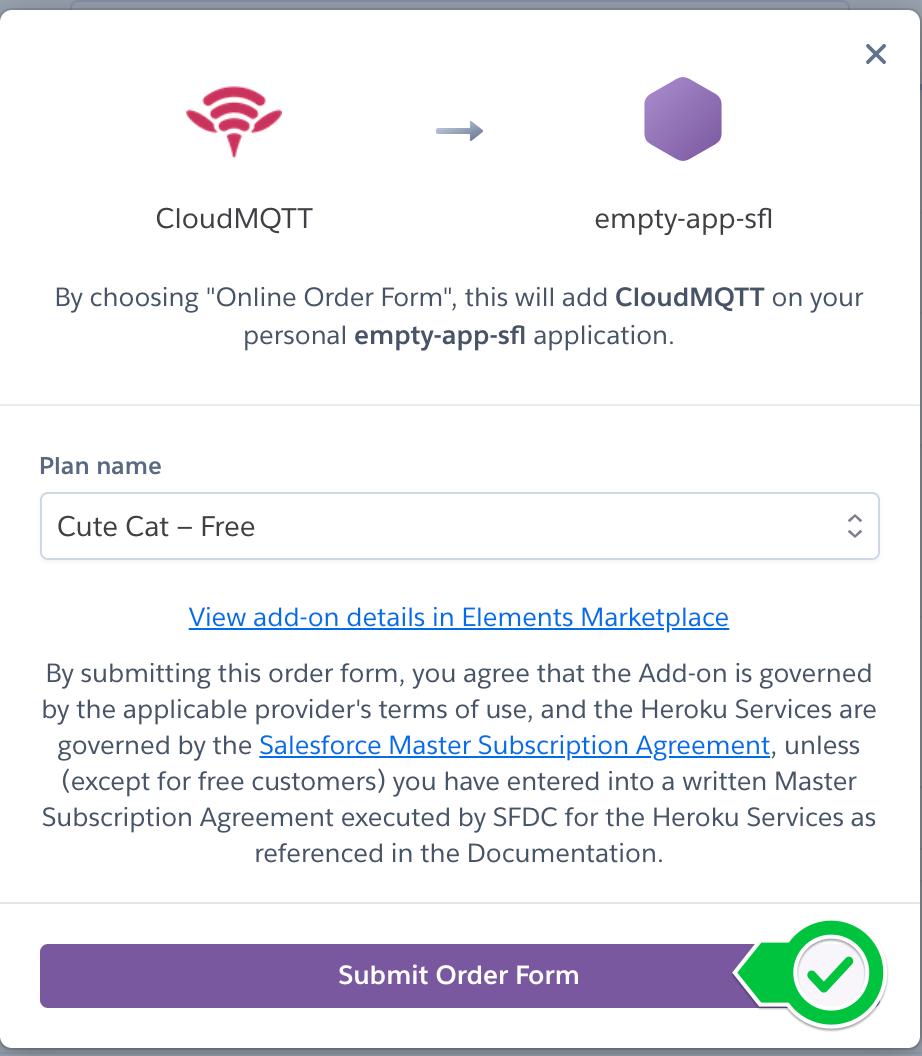 CloudMQTT
empty-app-sfl
By choosing "Online Order Form", this will add CloudMQTT on your
personal empty-app-sfl application.
Plan name
Cute Cat – Free
View add-on details in Elements Marketplace
By submitting this order form, you agree that the Add-on is governed
by the applicable provider's terms of use, and the Heroku Services are
governed by the Salesforce Master Subscription Agreement, unless
(except for free customers) you have entered into a written Master
Subscription Agreement executed by SFDC for the Heroku Services as
referenced in the Documentation.
Submit Order Form